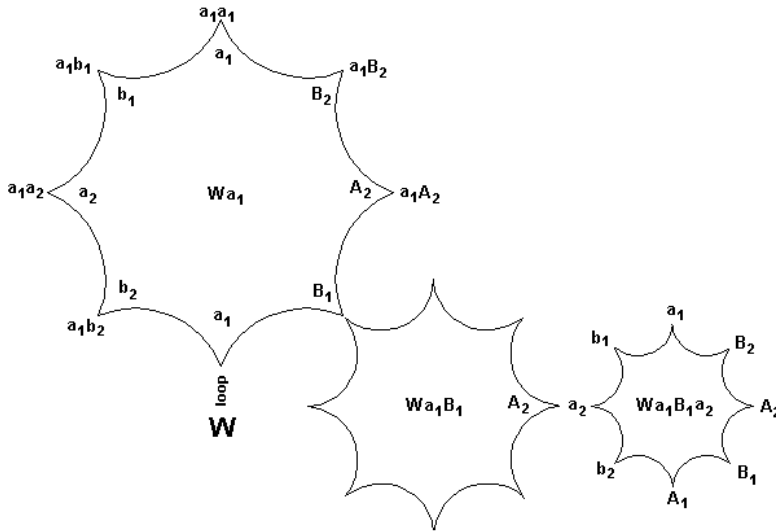 a₁a₁
a₁b₁ a₁ a₁B₂
b₁ B₂
a₁a₂ a₂ Wa₁ A₂ a₁A₂
b₂ a₁ B₁
a₁b₂
a₁
b₁ B₂
loop
W
Wa₁B₁ A₂ a₂ Wa₁B₁a₂ A₂
b₂ B₁
A₁